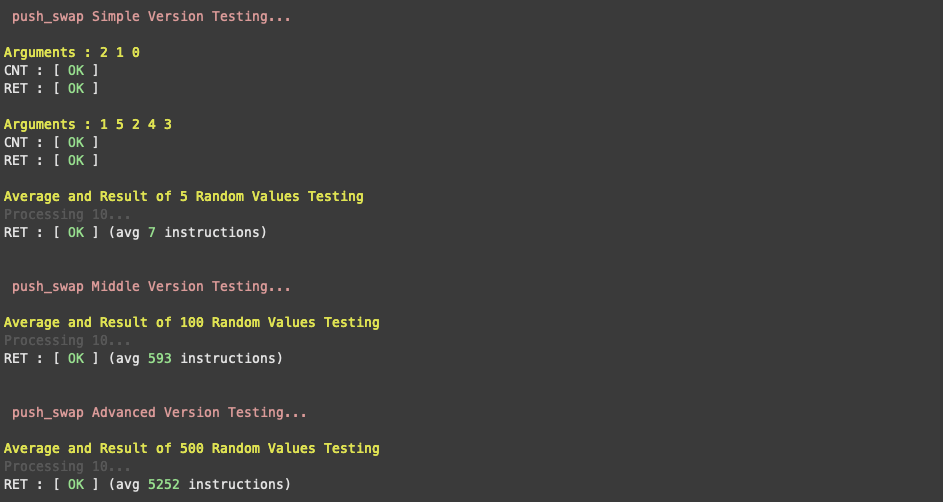 push_swap Simple Version Testing...
Arguments : 2 1 0
CNT : [ OK ]
RET : [ OK ]
Arguments : 1 5 2 4 3
CNT : [ OK ]
RET : [ OK ]
Average and Result of 5 Random Values Testing
Processing 10...
RET : [ OK ] (avg 7 instructions)
push_swap Middle Version Testing...
Average and Result of 100 Random Values Testing
Processing 10...
RET : [ OK ] (avg 593 instructions)
push_swap Advanced Version Testing...
Average and Result of 500 Random Values Testing
Processing 10...
RET : [ OK ] (avg 5252 instructions)